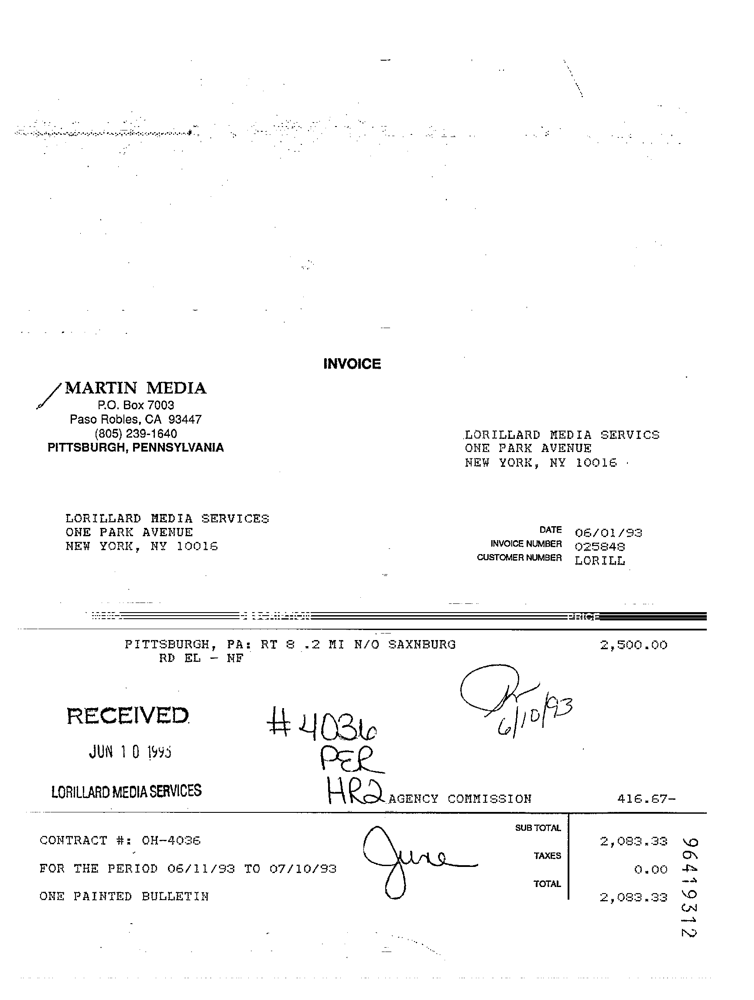 INVOICE
MARTIN MEDIA
P.O. Box 7003
Paso Robles, CA 93447
(805) 239-1640
PITTSBURGH, PENNSYLVANIA
LORILLARD MEDIA SERVICS
ONE PARK AVENUE
NEW YORK, NY 10016
LORILLARD MEDIA SERVICES
ONE PARK AVENUE
NEW YORK, NY 10016
DATE 06/01/93
INVOICE NUMBER 025848
CUSTOMER NUMBER LORILL
DESCRIPTION PRICE
PITTSBURGH, PA: RT 8 .2 MI N/O SAXNBURG 2,500.00
RD EL - NF
6/10/93
RECEIVED
JUN 10 1993
LORILLARD MEDIA SERVICES
#4036
PER
HR2
AGENCY COMMISSION 416.67-
CONTRACT #: OH-4036
FOR THE PERIOD 06/11/93 TO 07/10/93
ONE PAINTED BULLETIN
June
SUB TOTAL 2,083.33
TAXES 0.00
TOTAL 2,083.33
96419312